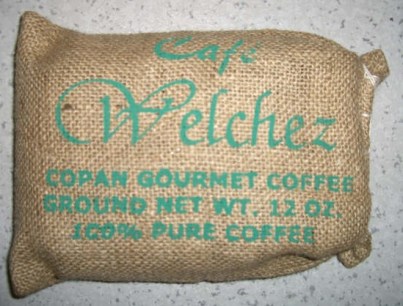 Café
Welchez
COPAN GOURMET COFFEE
GROUND NET WT. 12 OZ.
100% PURE COFFEE